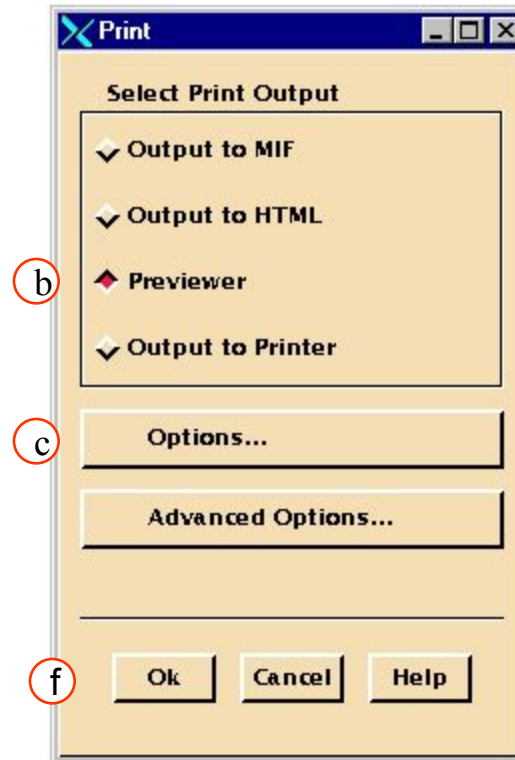 Print
Select Print Output
Output to MIF
Output to HTML
b Previewer
Output to Printer
c Options...
Advanced Options...
f Ok Cancel Help